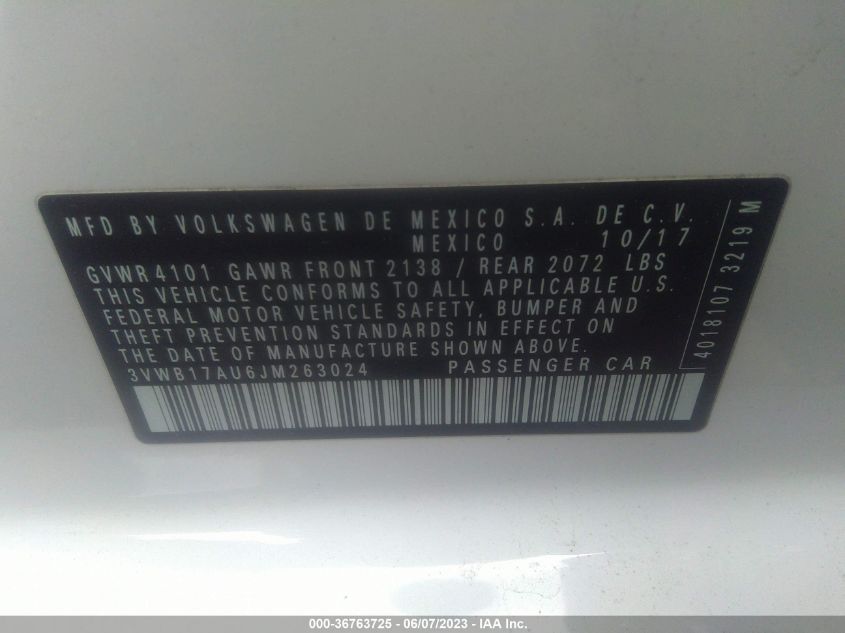 MFD BY VOLKSWAGEN DE MEXICO S.A. DE C.V.
MEXICO 10/17
GVWR4101 GAWR FRONT 2138 / REAR 2072 LBS
THIS VEHICLE CONFORMS TO ALL APPLICABLE U.S.
FEDERAL MOTOR VEHICLE SAFETY, BUMPER AND
THEFT PREVENTION STANDARDS IN EFFECT ON
THE DATE OF MANUFACTURE SHOWN ABOVE.
3VWB17AU6JM263024 PASSENGER CAR
4018107 3219 M
000-36763725 - 06/07/2023 - IAA Inc.